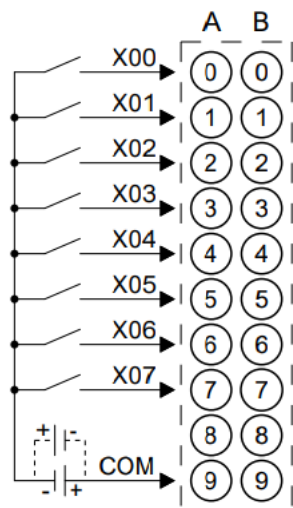 A B
X00 0 0
X01 1 1
X02 2 2
X03 3 3
X04 4 4
X05 5 5
X06 6 6
X07 7 7
8 8
+ -
COM 9 9
- +